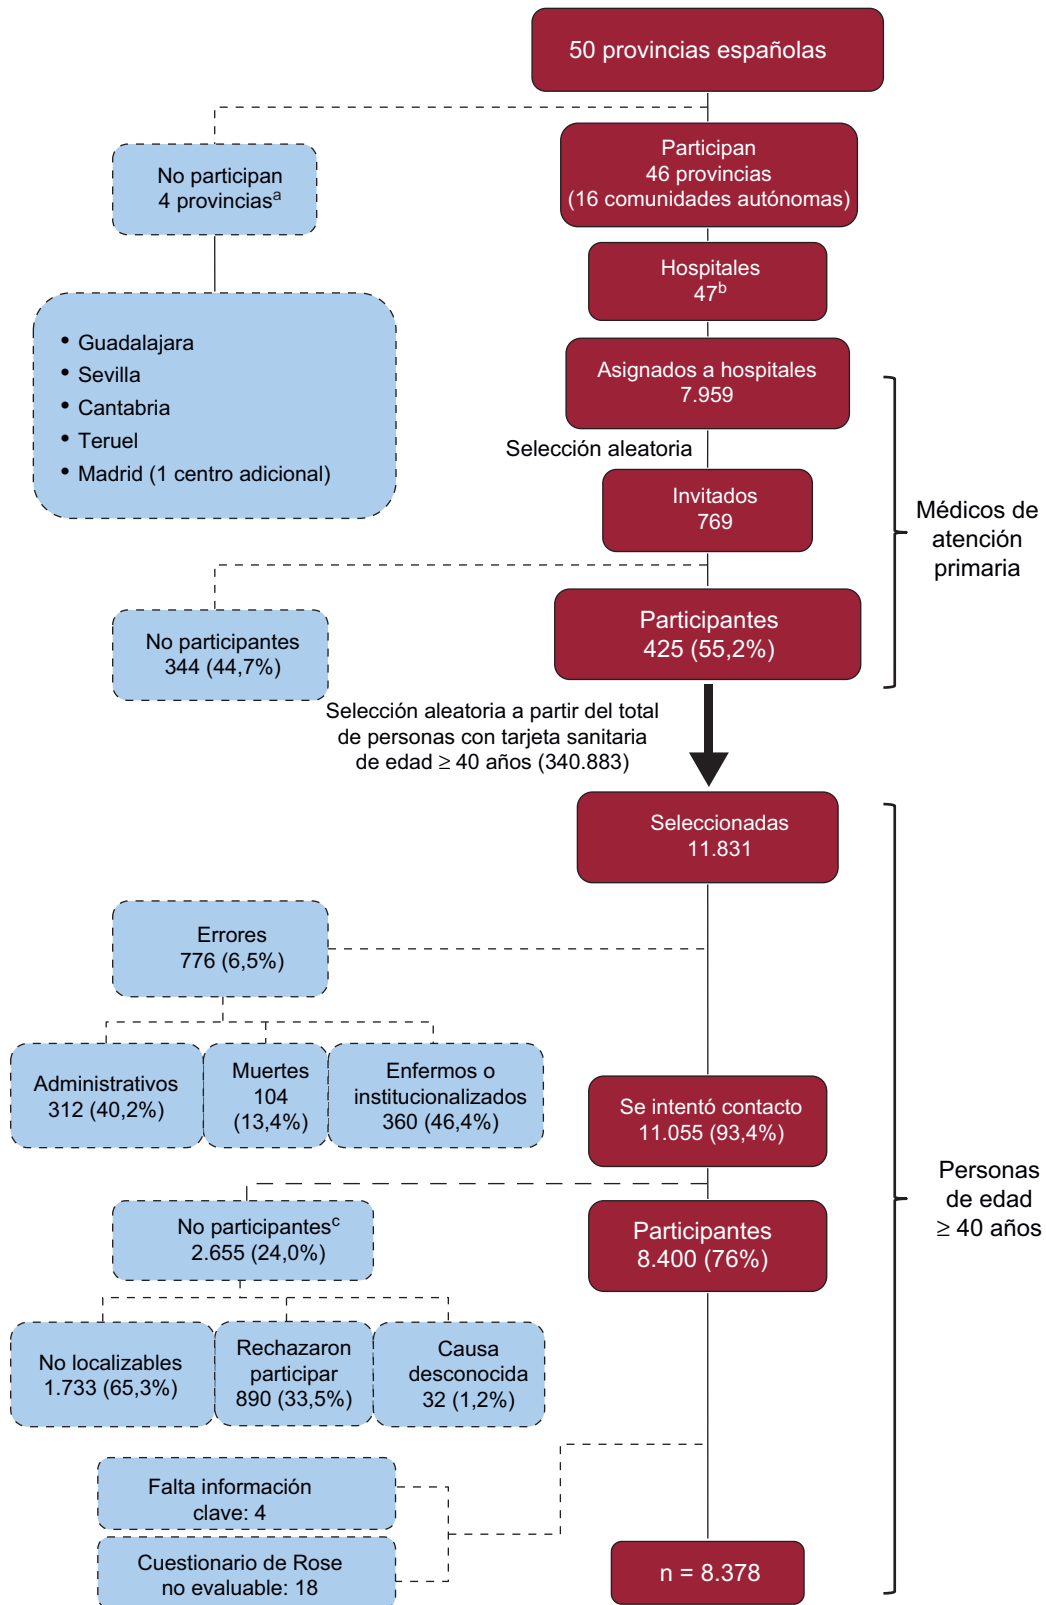 50 provincias españolas
No participan
4 provinciasª
Participan
46 provincias
(16 comunidades autónomas)
Hospitales
47ᵇ
• Guadalajara
• Sevilla
• Cantabria
• Teruel
• Madrid (1 centro adicional)
Asignados a hospitales
7.959
Selección aleatoria
Invitados
769
Médicos de
atención
primaria
No participantes
344 (44,7%)
Participantes
425 (55,2%)
Selección aleatoria a partir del total
de personas con tarjeta sanitaria
de edad ≥ 40 años (340.883)
Seleccionadas
11.831
Errores
776 (6,5%)
Administrativos
312 (40,2%)
Muertes
104
(13,4%)
Enfermos o
institucionalizados
360 (46,4%)
Se intentó contacto
11.055 (93,4%)
Personas
de edad
≥ 40 años
No participantesᶜ
2.655 (24,0%)
Participantes
8.400 (76%)
No localizables
1.733 (65,3%)
Rechazaron
participar
890 (33,5%)
Causa
desconocida
32 (1,2%)
Falta información
clave: 4
Cuestionario de Rose
no evaluable: 18
n = 8.378